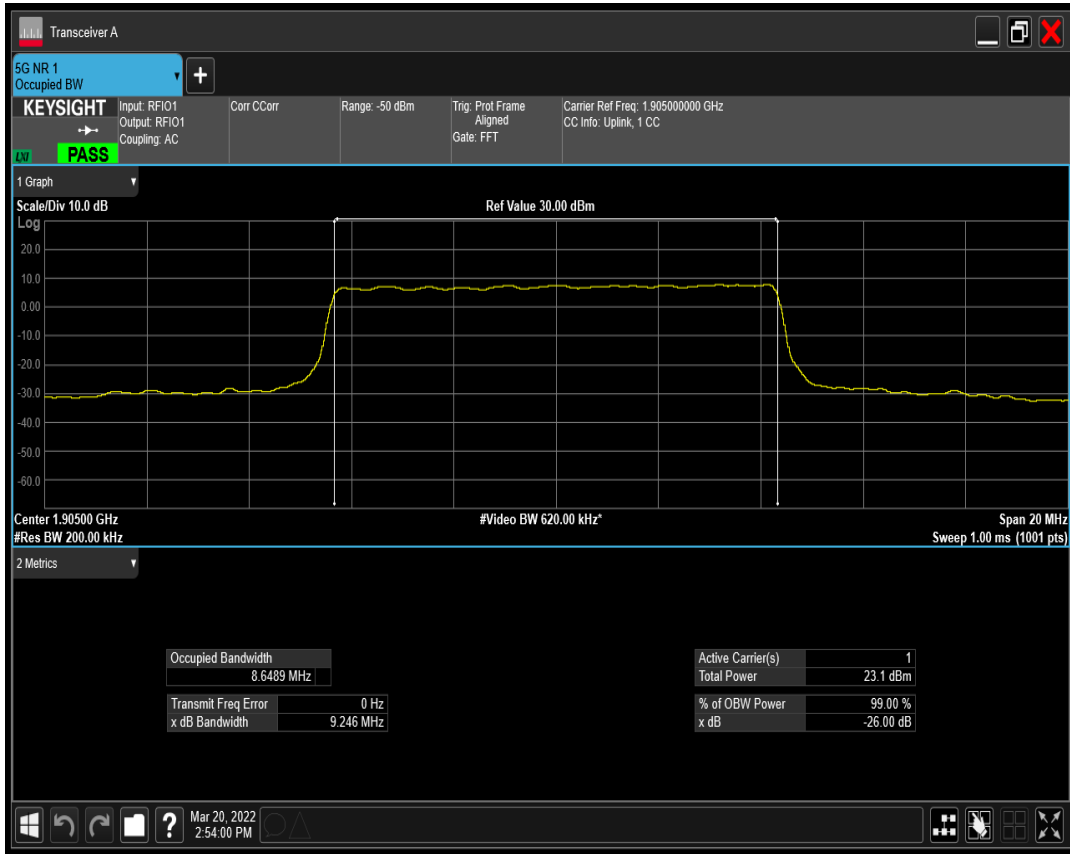 Transceiver A
5G NR 1
Occupied BW
+
KEYSIGHT
LXI
PASS
Input: RFIO1
Output: RFIO1
Coupling: AC
Corr CCorr
Range: -50 dBm
Trig: Prot Frame
Aligned
Gate: FFT
Carrier Ref Freq: 1.905000000 GHz
CC Info: Uplink, 1 CC
1 Graph
Scale/Div 10.0 dB
Ref Value 30.00 dBm
Log
20.0
10.0
0.00
-10.0
-20.0
-30.0
-40.0
-50.0
-60.0
Center 1.90500 GHz
#Video BW 620.00 kHz*
Span 20 MHz
#Res BW 200.00 kHz
Sweep 1.00 ms (1001 pts)
2 Metrics
Occupied Bandwidth
8.6489 MHz
Transmit Freq Error 0 Hz
x dB Bandwidth 9.246 MHz
Active Carrier(s) 1
Total Power 23.1 dBm
% of OBW Power 99.00 %
x dB -26.00 dB
?
Mar 20, 2022
2:54:00 PM